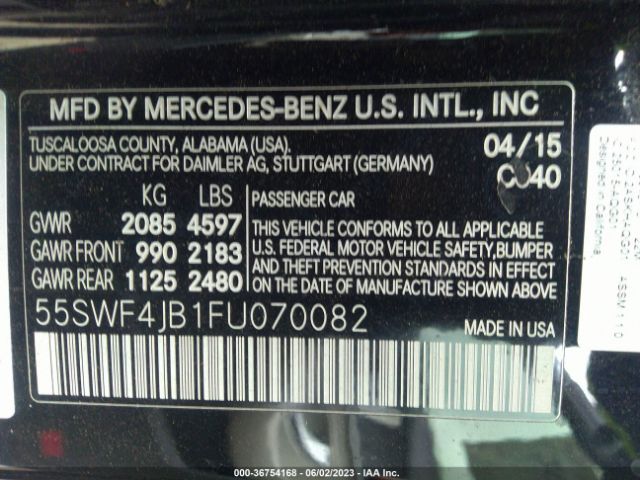 MFD BY MERCEDES-BENZ U.S. INTL., INC
TUSCALOOSA COUNTY, ALABAMA (USA).
UNDER CONTRACT FOR DAIMLER AG, STUTTGART (GERMANY)
04/15
KG LBS
GVWR 2085 4597
GAWR FRONT 990 2183
GAWR REAR 1125 2480
PASSENGER CAR
THIS VEHICLE CONFORMS TO ALL APPLICABLE
U.S. FEDERAL MOTOR VEHICLE SAFETY, BUMPER
AND THEFT PREVENTION STANDARDS IN EFFECT
ON THE DATE OF MANUFACTURE SHOWN ABOVE.
55SWF4JB1FU070082
MADE IN USA
000-36754168 | 06/02/2023 - IAA Inc.